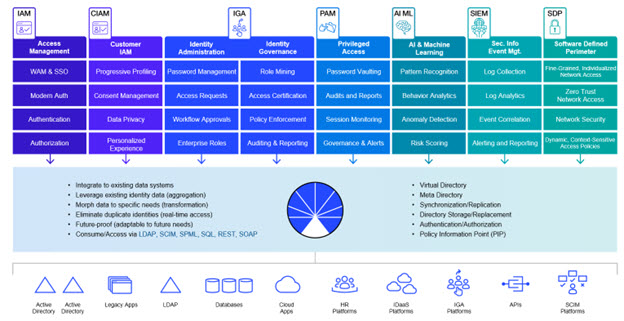 IAM
CIAM
IGA
PAM
AI ML
SIEM
SDP
Access
Management
Customer
IAM
Identity
Administration
Identity
Governance
Privileged
Access
AI & Machine
Learning
Sec. Info
Event Mgt.
Software Defined
Perimeter
WAM & SSO
Progressive Profiling
Password Management
Role Mining
Password Vaulting
Pattern Recognition
Log Collection
Fine-Grained, Individualized
Network Access
Modern Auth
Consent Management
Access Requests
Access Certification
Audits and Reports
Behavior Analytics
Log Analytics
Zero Trust
Network Access
Authentication
Data Privacy
Workflow Approvals
Policy Enforcement
Session Monitoring
Anomaly Detection
Event Correlation
Network Security
Authorization
Personalized
Experience
Enterprise Roles
Auditing & Reporting
Governance & Alerts
Risk Scoring
Alerting and Reporting
Dynamic, Context-Sensitive
Access Policies
• Integrate to existing data systems
• Leverage existing identity data (aggregation)
• Morph data to specific needs (transformation)
• Eliminate duplicate identities (real-time access)
• Future-proof (adaptable to future needs)
• Consume/Access via LDAP, SCIM, SPML, SQL, REST, SOAP
• Virtual Directory
• Meta Directory
• Synchronization/Replication
• Directory Storage/Replacement
• Authentication/Authorization
• Policy Information Point (PIP)
Active
Directory
Active
Directory
Legacy Apps
LDAP
Databases
Cloud
Apps
HR
Platforms
IDaaS
Platforms
IGA
Platforms
APIs
SCIM
Platforms